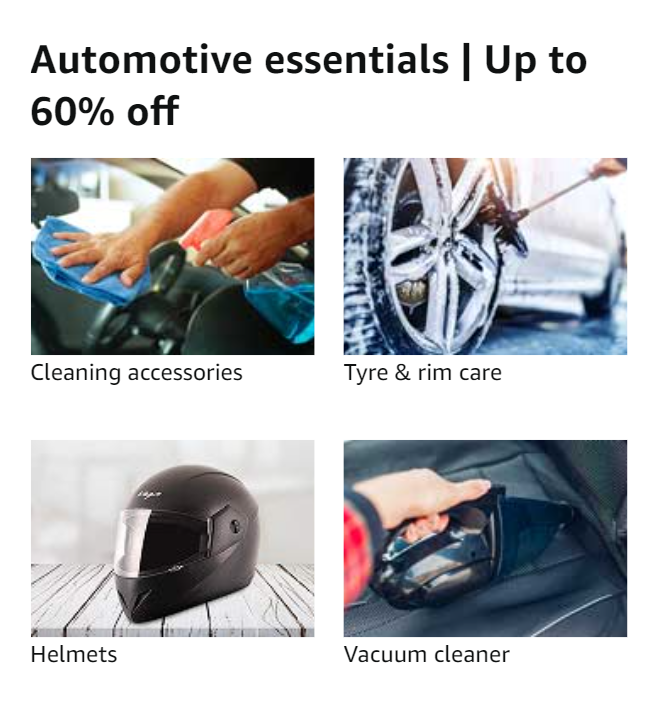 Automotive essentials | Up to
60% off
Cleaning accessories
Tyre & rim care
Helmets
Vacuum cleaner